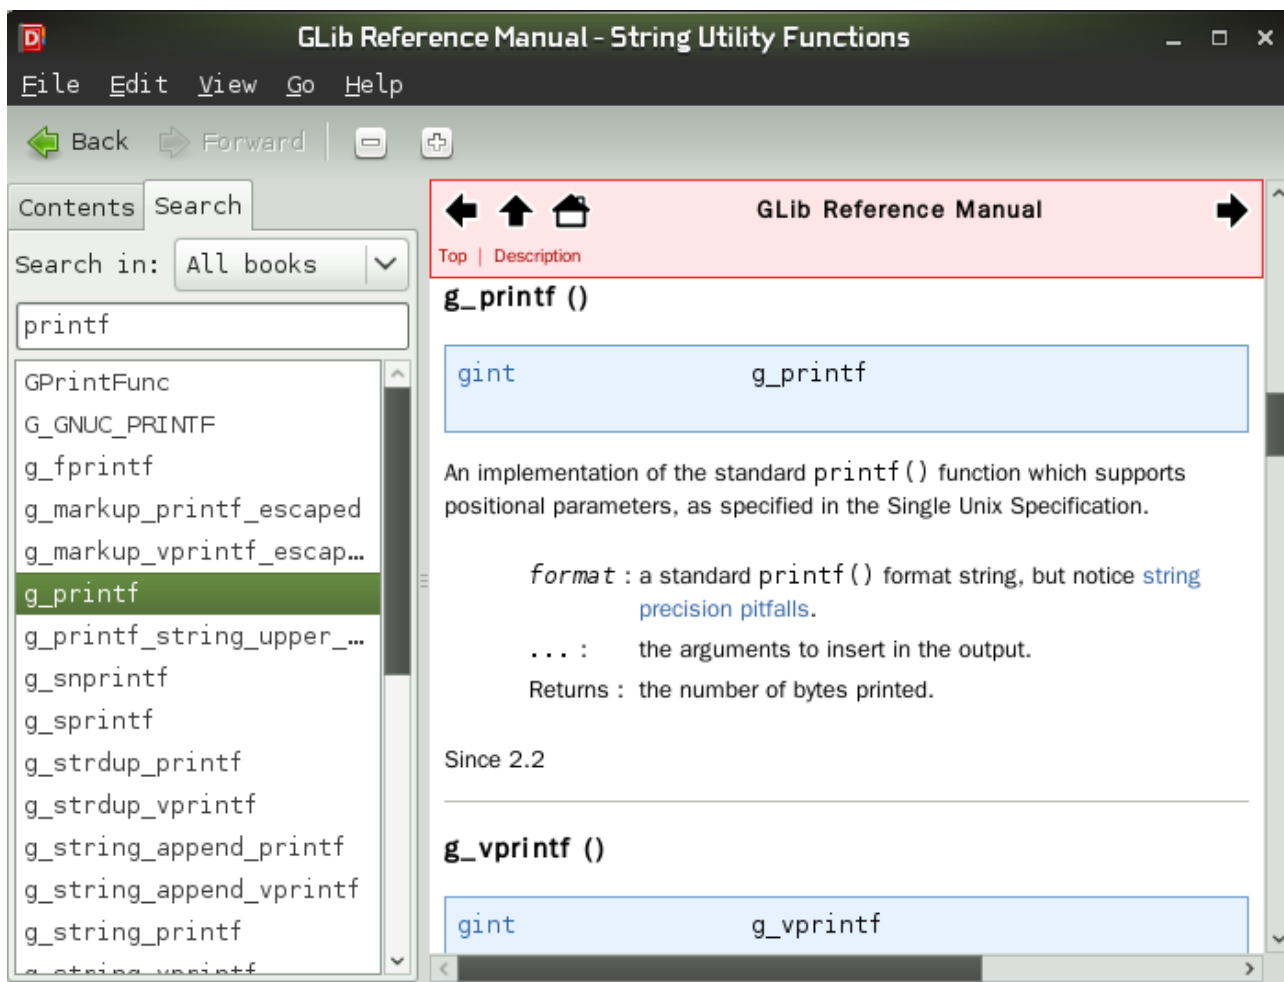 GLib Reference Manual - String Utility Functions
File Edit View Go Help
Back Forward
Contents Search
Search in: All books
printf
GPrintFunc
G_GNUC_PRINTF
g_fprintf
g_markup_printf_escaped
g_markup_vprintf_escap…
g_printf
g_printf_string_upper_…
g_snprintf
g_sprintf
g_strdup_printf
g_strdup_vprintf
g_string_append_printf
g_string_append_vprintf
g_string_printf
g_string_vprintf
GLib Reference Manual
Top | Description
g_printf ()
gint g_printf
An implementation of the standard printf() function which supports
positional parameters, as specified in the Single Unix Specification.
format : a standard printf() format string, but notice string
precision pitfalls.
... : the arguments to insert in the output.
Returns : the number of bytes printed.
Since 2.2
g_vprintf ()
gint g_vprintf